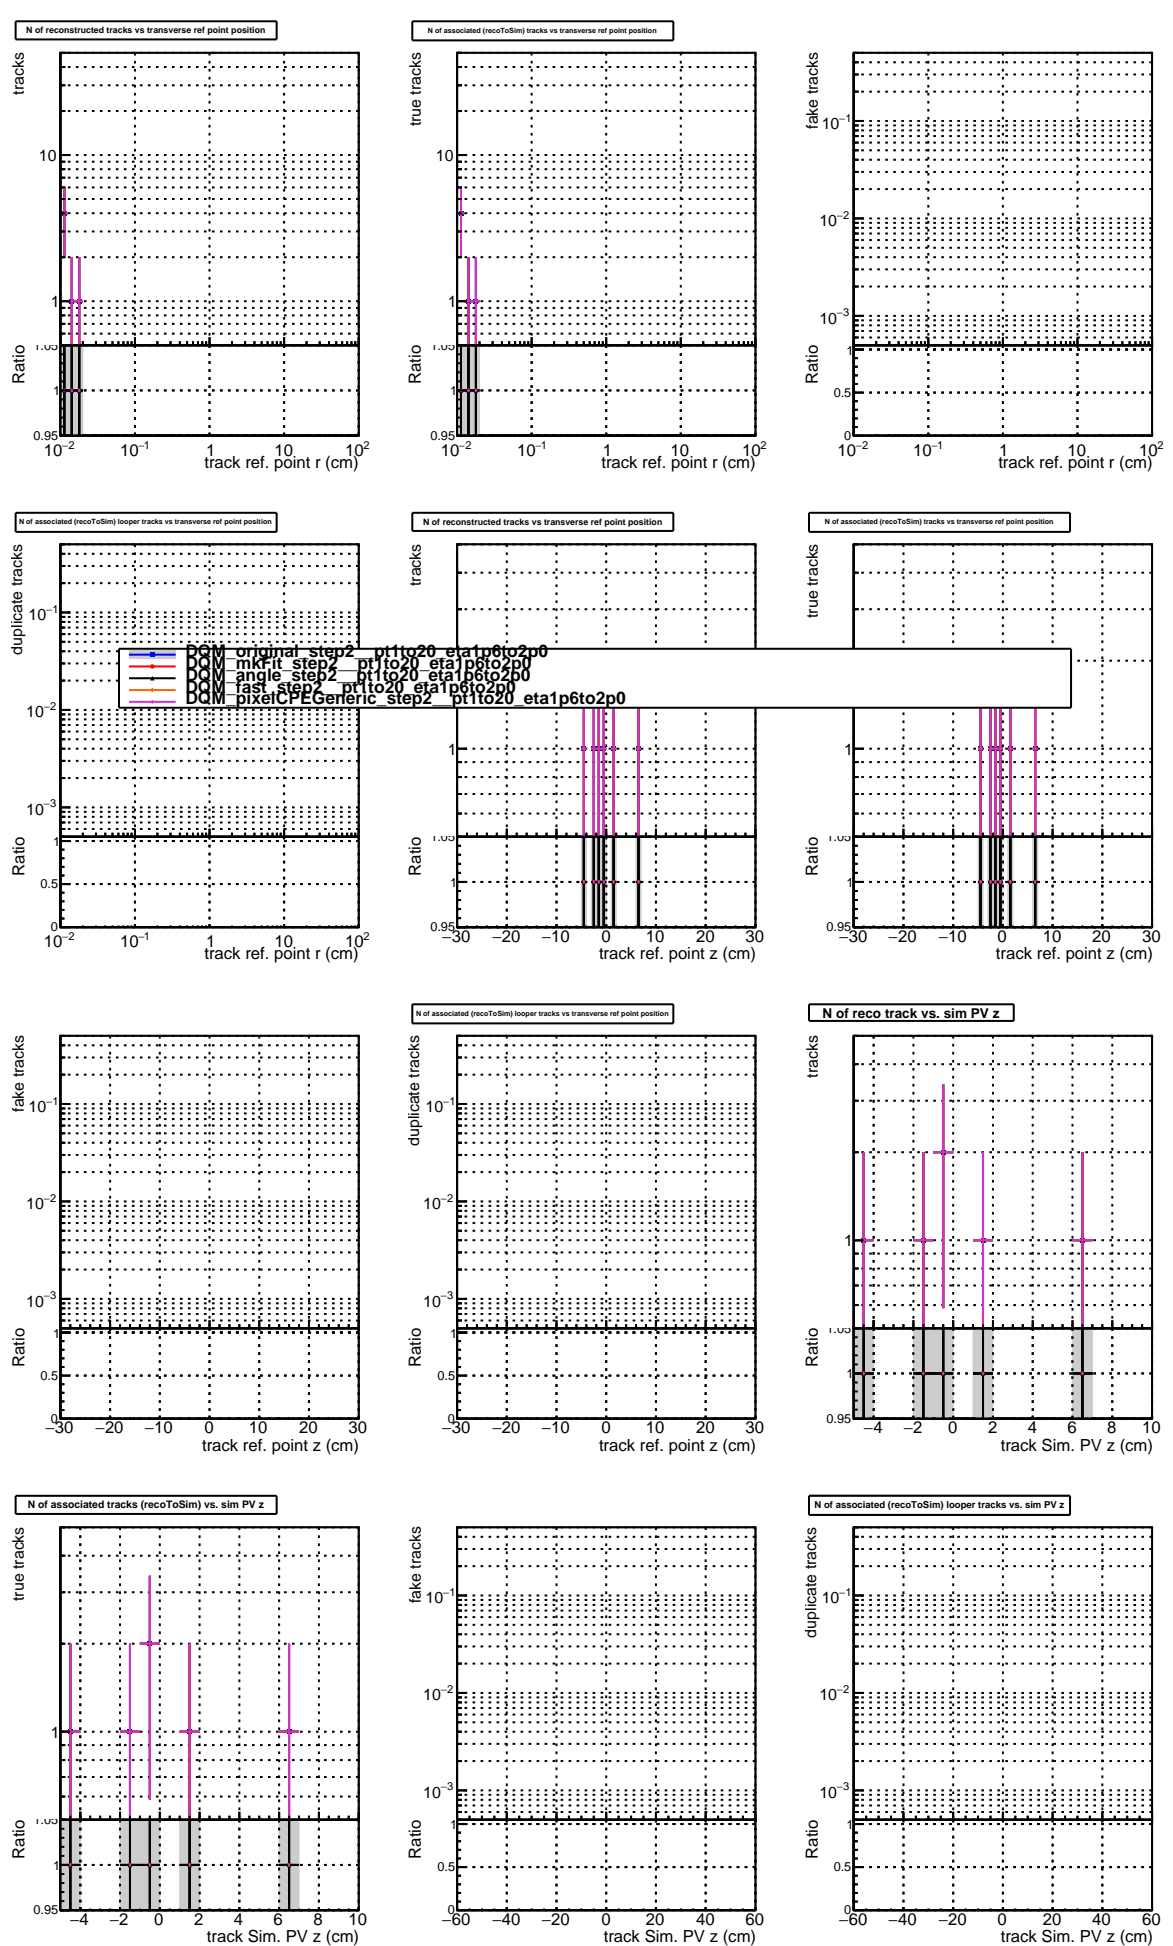 N of reconstructed tracks vs transverse ref point position
tracks
10
1
1.05
Ratio
1
0.95
10−2 10−1 1 10 102
track ref. point r (cm)
N of associated (recoToSim) tracks vs transverse ref point position
true tracks
10
1
1.05
Ratio
1
0.95
10−2 10−1 1 10 102
track ref. point r (cm)
fake tracks
10−1
10−2
10−3
1
Ratio
0.5
0
10−2 10−1 1 10 102
track ref. point r (cm)
N of associated (recoToSim) looper tracks vs transverse ref point position
duplicate tracks
10−1
10−2
10−3
1
Ratio
0.5
0
10−2 10−1 1 10 102
track ref. point r (cm)
N of reconstructed tracks vs transverse ref point position
tracks
1
1.05
Ratio
1
0.95
−30 −20 −10 0 10 20 30
track ref. point z (cm)
N of associated (recoToSim) tracks vs transverse ref point position
true tracks
1
1.05
Ratio
1
0.95
−30 −20 −10 0 10 20 30
track ref. point z (cm)
DQM_original_step2__pt1to20_eta1p6to2p0
DQM_mkFit_step2__pt1to20_eta1p6to2p0
DQM_angle_step2__pt1to20_eta1p6to2p0
DQM_fast_step2__pt1to20_eta1p6to2p0
DQM_pixelCPEGeneric_step2__pt1to20_eta1p6to2p0
fake tracks
10−1
10−2
10−3
1
Ratio
0.5
0
−30 −20 −10 0 10 20 30
track ref. point z (cm)
N of associated (recoToSim) looper tracks vs transverse ref point position
duplicate tracks
10−1
10−2
10−3
1
Ratio
0.5
0
−30 −20 −10 0 10 20 30
track ref. point z (cm)
N of reco track vs. sim PV z
tracks
1
1.05
Ratio
1
0.95
−4 −2 0 2 4 6 8 10
track Sim. PV z (cm)
N of associated tracks (recoToSim) vs. sim PV z
true tracks
1
1.05
Ratio
1
0.95
−4 −2 0 2 4 6 8 10
track Sim. PV z (cm)
fake tracks
10−1
10−2
10−3
1
Ratio
0.5
0
−60 −40 −20 0 20 40 60
track Sim. PV z (cm)
N of associated (recoToSim) looper tracks vs. sim PV z
duplicate tracks
10−1
10−2
10−3
1
Ratio
0.5
0
−60 −40 −20 0 20 40 60
track Sim. PV z (cm)